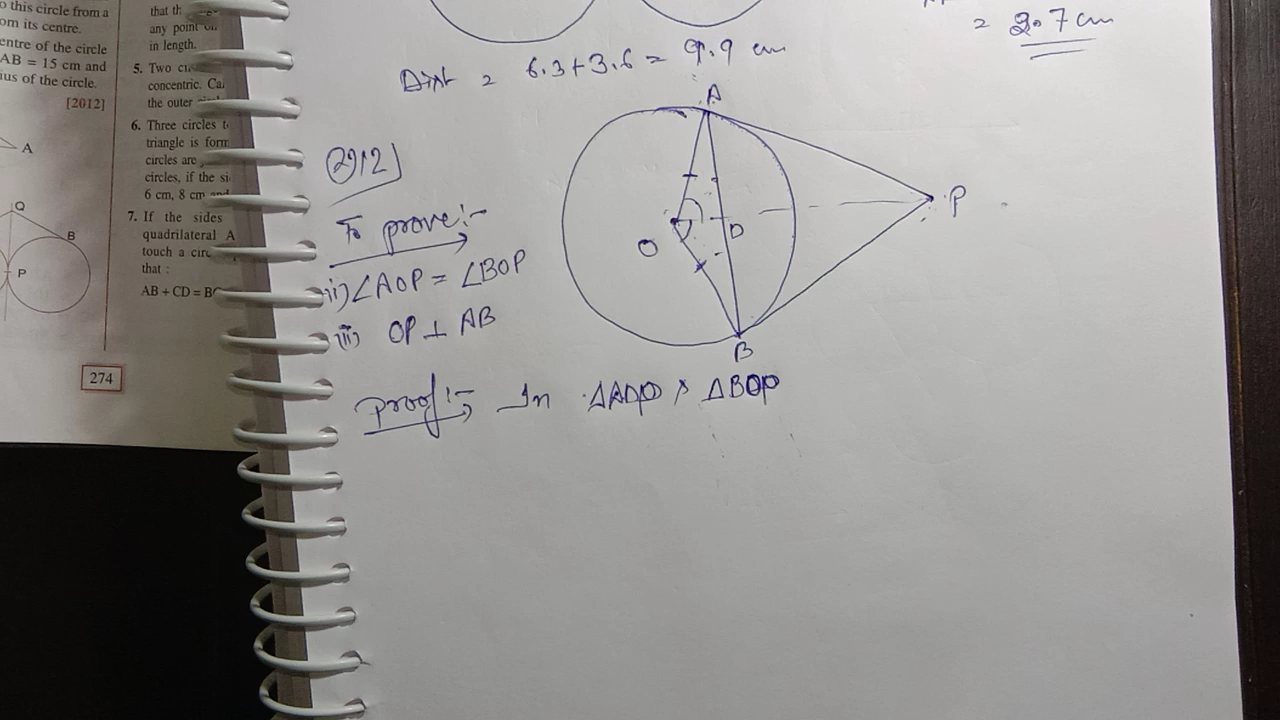 o this circle from a
om its centre.
entre of the circle
AB = 15 cm and
ius of the circle.
[2012]
A
Q
B
P
274
that th
any point
in length.
5. Two
concentric.
the outer
6. Three circles
triangle is form
circles are
circles, if the si
6 cm, 8 cm
7. If the sides
quadrilateral A
touch a circ
that :
AB + CD = BC
= 2.7 cm
6.3+3.6 = 9.9 cm
A
P
O
D
B
To prove:-
∠AOP = ∠BOP
(ii) OP ⊥ AB
Proof:- In ΔAOP & ΔBOP